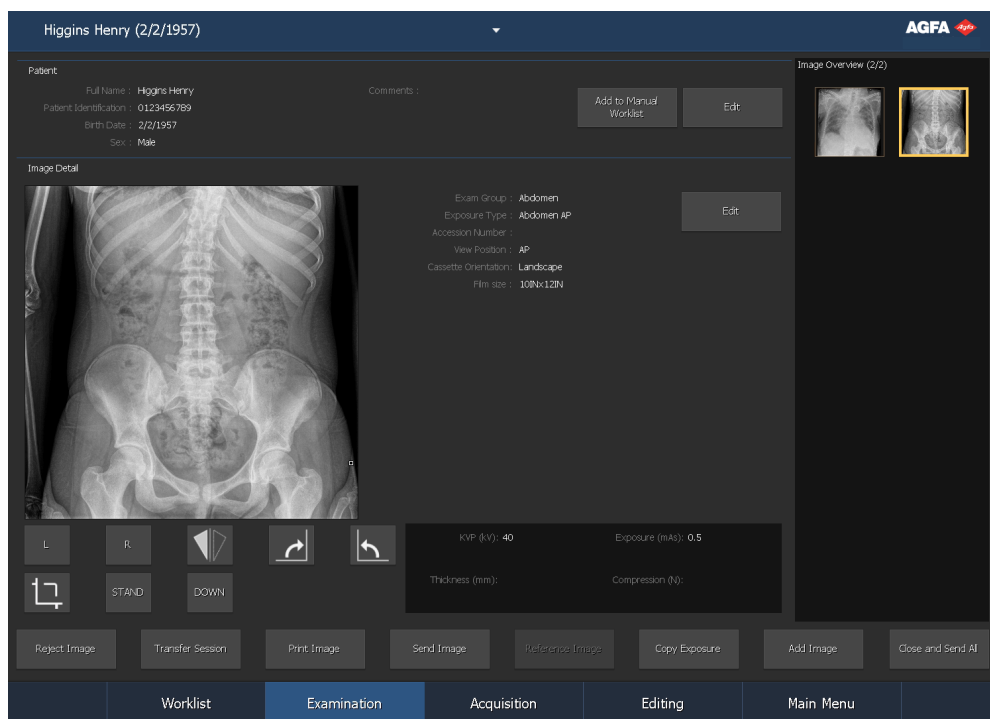 Higgins Henry (2/2/1957)
AGFA
Agfa
Patient
Full Name : Higgins Henry
Comments :
Patient Identification : 0123456789
Birth Date : 2/2/1957
Sex : Male
Add to Manual
Worklist
Edit
Image Overview (2/2)
Image Detail
Exam Group : Abdomen
Exposure Type : Abdomen AP
Accession Number :
View Position : AP
Cassette Orientation: Landscape
Film size : 10INx12IN
Edit
L
R
STAND
DOWN
KVP (kV): 40
Exposure (mAs): 0.5
Thickness (mm):
Compression (N):
Reject Image
Transfer Session
Print Image
Send Image
Reference Image
Copy Exposure
Add Image
Close and Send Al
Worklist
Examination
Acquisition
Editing
Main Menu